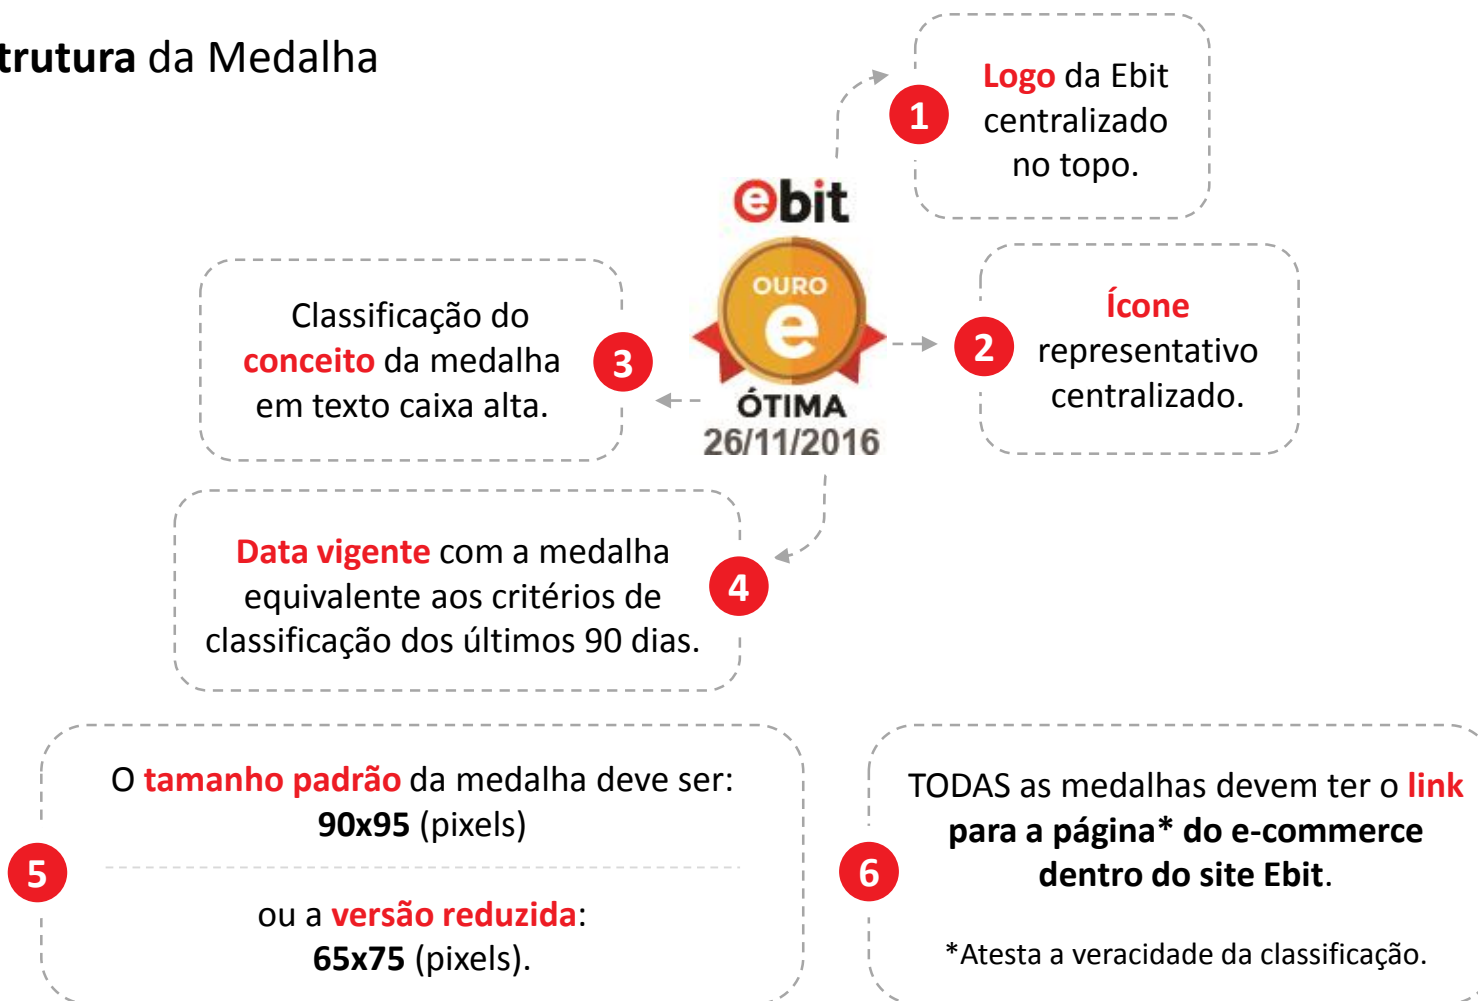 trutura da Medalha
1
Logo da Ebit
centralizado
no topo.
ebit
OURO
e
ÓTIMA
26/11/2016
2
Ícone
representativo
centralizado.
Classificação do
conceito da medalha
em texto caixa alta.
3
Data vigente com a medalha
equivalente aos critérios de
classificação dos últimos 90 dias.
4
5
O tamanho padrão da medalha deve ser:
90x95 (pixels)
ou a versão reduzida:
65x75 (pixels).
6
TODAS as medalhas devem ter o link
para a página* do e-commerce
dentro do site Ebit.
*Atesta a veracidade da classificação.